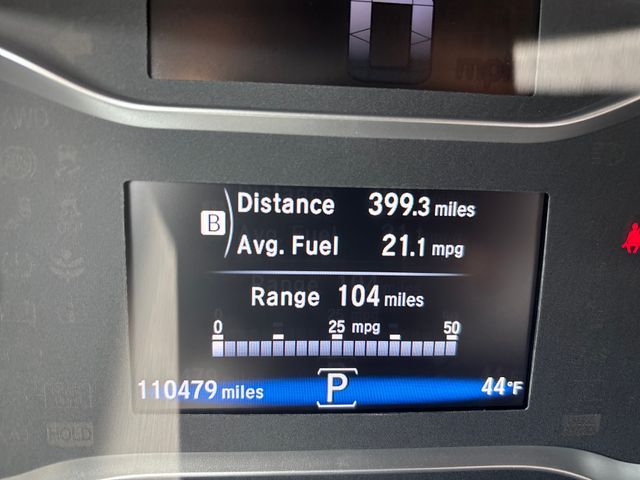 B
Distance 399.3 miles
Avg. Fuel 21.1 mpg
Range 104 miles
0 25 mpg 50
110479 miles P 44°F
HOLD